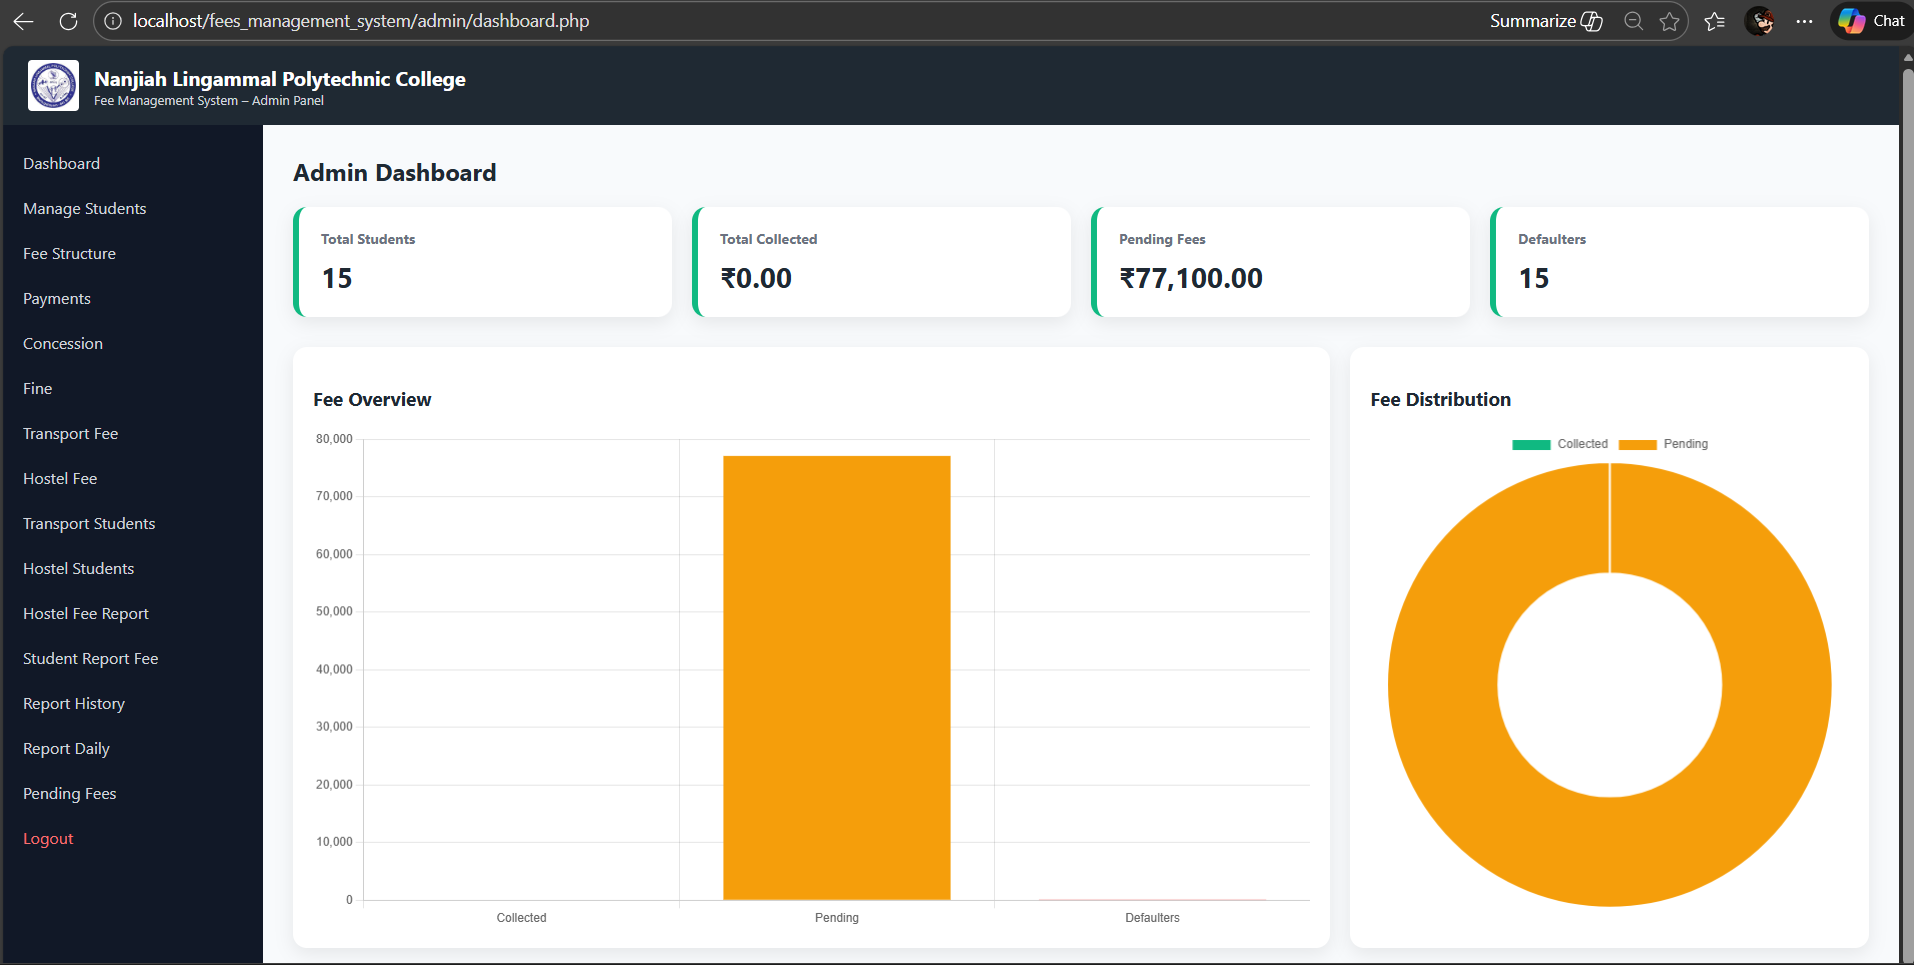 localhost/fees_management_system/admin/dashboard.php
Summarize
Chat
Nanjiah Lingammal Polytechnic College
Fee Management System – Admin Panel
Dashboard
Manage Students
Fee Structure
Payments
Concession
Fine
Transport Fee
Hostel Fee
Transport Students
Hostel Students
Hostel Fee Report
Student Report Fee
Report History
Report Daily
Pending Fees
Logout
Admin Dashboard
Total Students
15
Total Collected
₹0.00
Pending Fees
₹77,100.00
Defaulters
15
Fee Overview
80,000
70,000
60,000
50,000
40,000
30,000
20,000
10,000
0
Collected
Pending
Defaulters
Fee Distribution
Collected
Pending